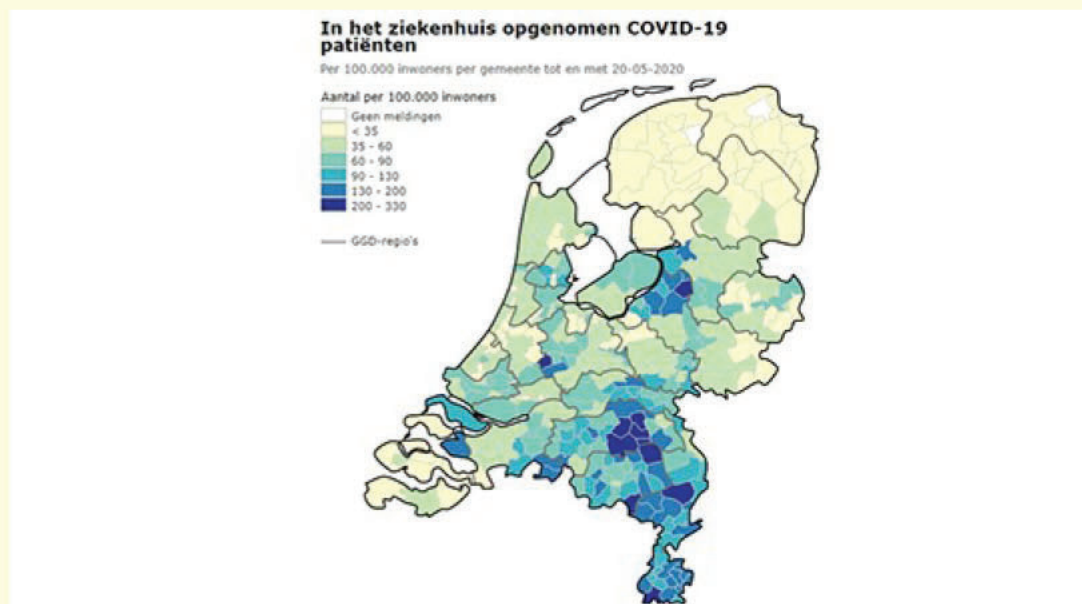 In het ziekenhuis opgenomen COVID-19
patiënten
Per 100.000 inwoners per gemeente tot en met 20-05-2020
Aantal per 100.000 inwoners
Geen meldingen
< 35
35 - 60
60 - 90
90 - 130
130 - 200
200 - 330
GGD-regio's